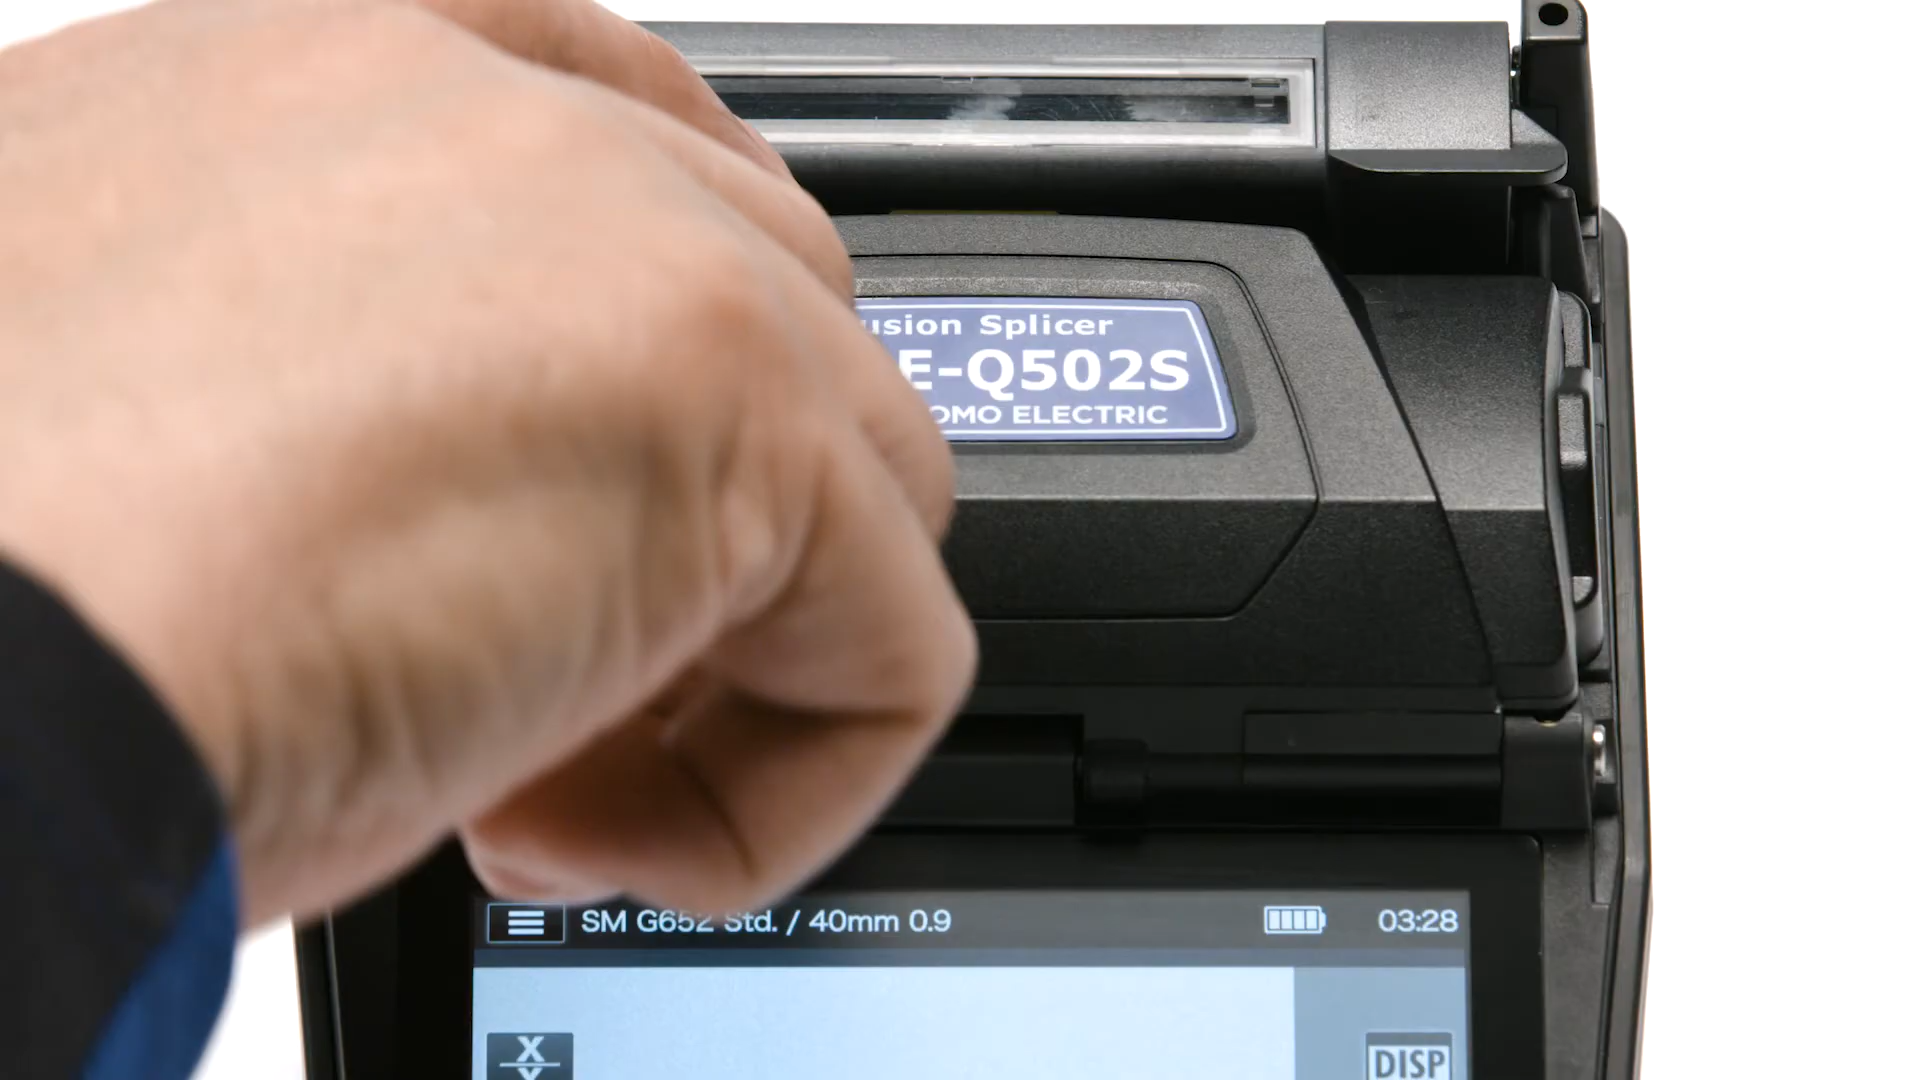 usion Splicer
E-Q502S
OMO ELECTRIC
SM G652 Std. / 40mm 0.9
03:28
X
Y
DISP